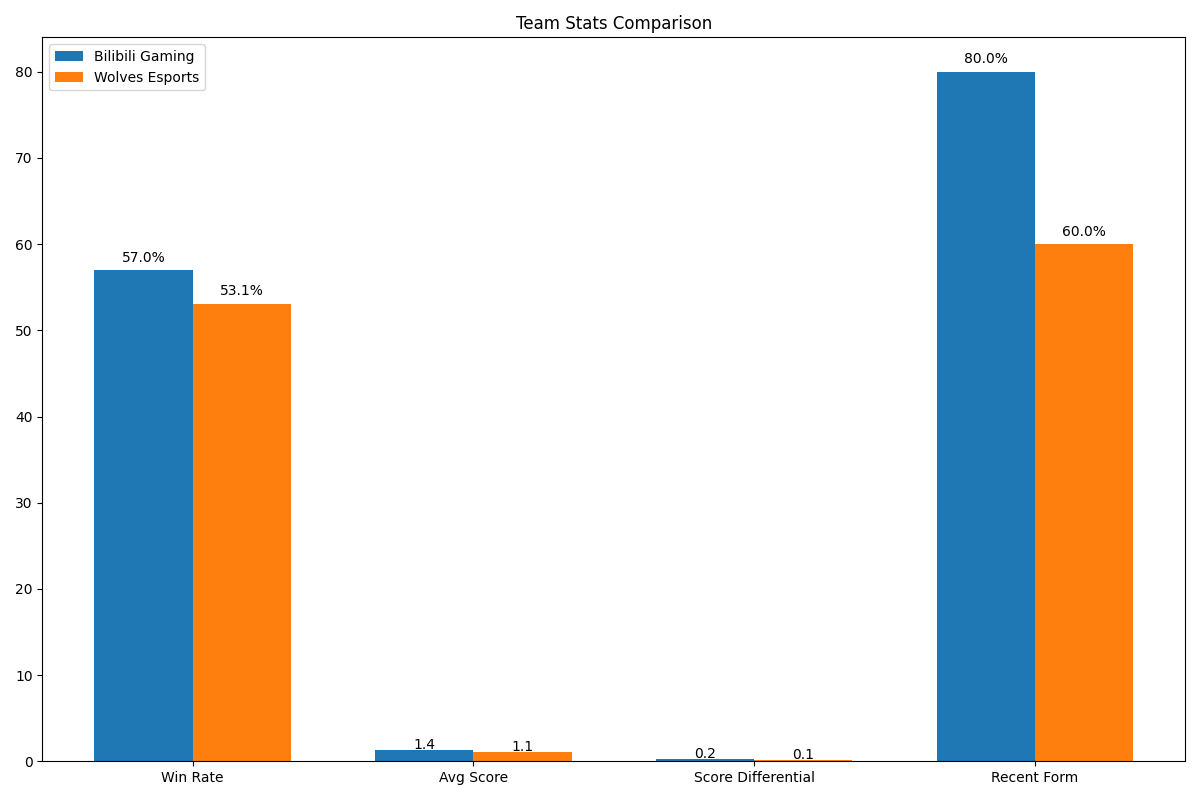 Team Stats Comparison
Bilibili Gaming
Wolves Esports
80
70
60
50
40
30
20
10
0
57.0%
53.1%
1.4
1.1
0.2
0.1
80.0%
60.0%
Win Rate
Avg Score
Score Differential
Recent Form